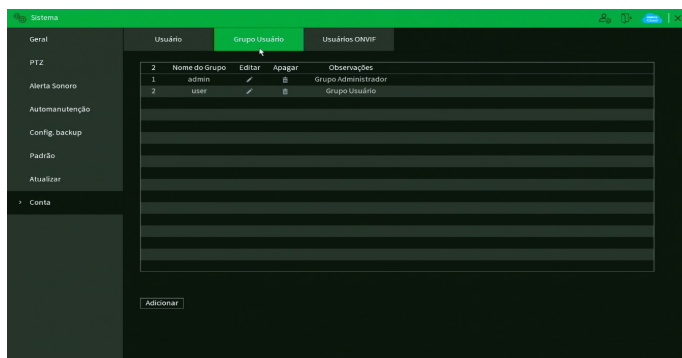 Sistema
Geral
PTZ
Alerta Sonoro
Automanutenção
Config. backup
Padrão
Atualizar
Conta
Usuário Grupo Usuário Usuários ONVIF
2 Nome do Grupo Editar Apagar Observações
1 admin Grupo Administrador
2 user Grupo Usuário
Adicionar